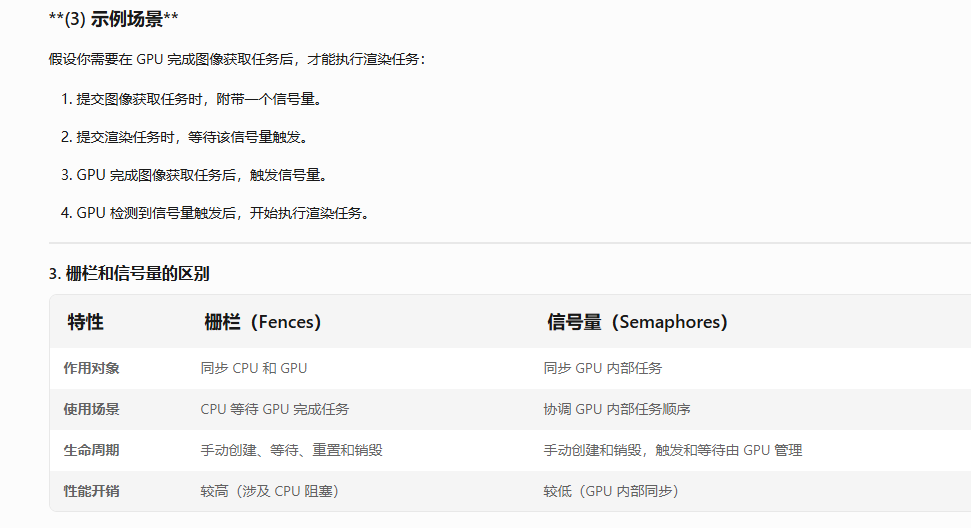 **(3) 示例场景**
假设你需要在 GPU 完成图像获取任务后，才能执行渲染任务：
1. 提交图像获取任务时，附带一个信号量。
2. 提交渲染任务时，等待该信号量触发。
3. GPU 完成图像获取任务后，触发信号量。
4. GPU 检测到信号量触发后，开始执行渲染任务。
3. 栅栏和信号量的区别
特性 栅栏（Fences） 信号量（Semaphores）
作用对象 同步 CPU 和 GPU 同步 GPU 内部任务
使用场景 CPU 等待 GPU 完成任务 协调 GPU 内部任务顺序
生命周期 手动创建、等待、重置和销毁 手动创建和销毁，触发和等待由 GPU 管理
性能开销 较高（涉及 CPU 阻塞） 较低（GPU 内部同步）